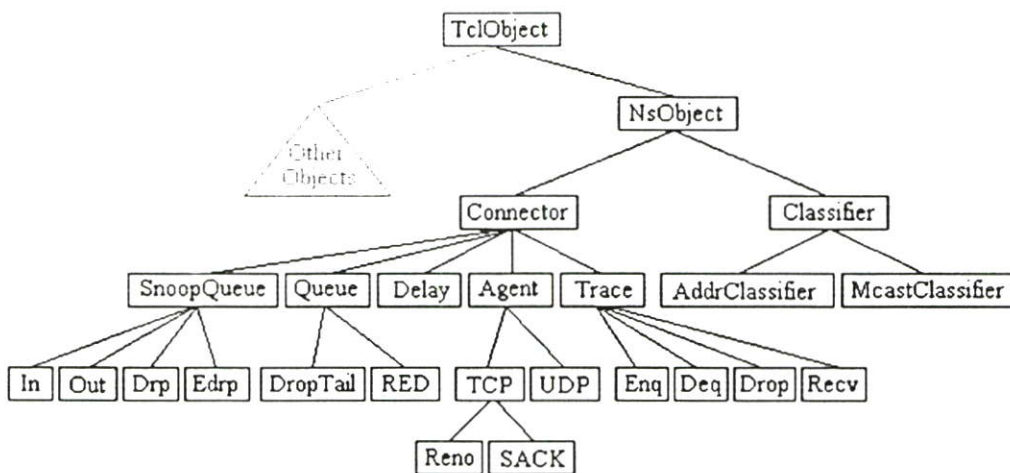 TclObject
NsObject
Other
Objects
Connector
Classifier
SnoopQueue
Queue
Delay
Agent
Trace
AddrClassifier
McastClassifier
In
Out
Drp
Edrp
DropTail
RED
TCP
UDP
Enq
Deq
Drop
Recv
Reno
SACK